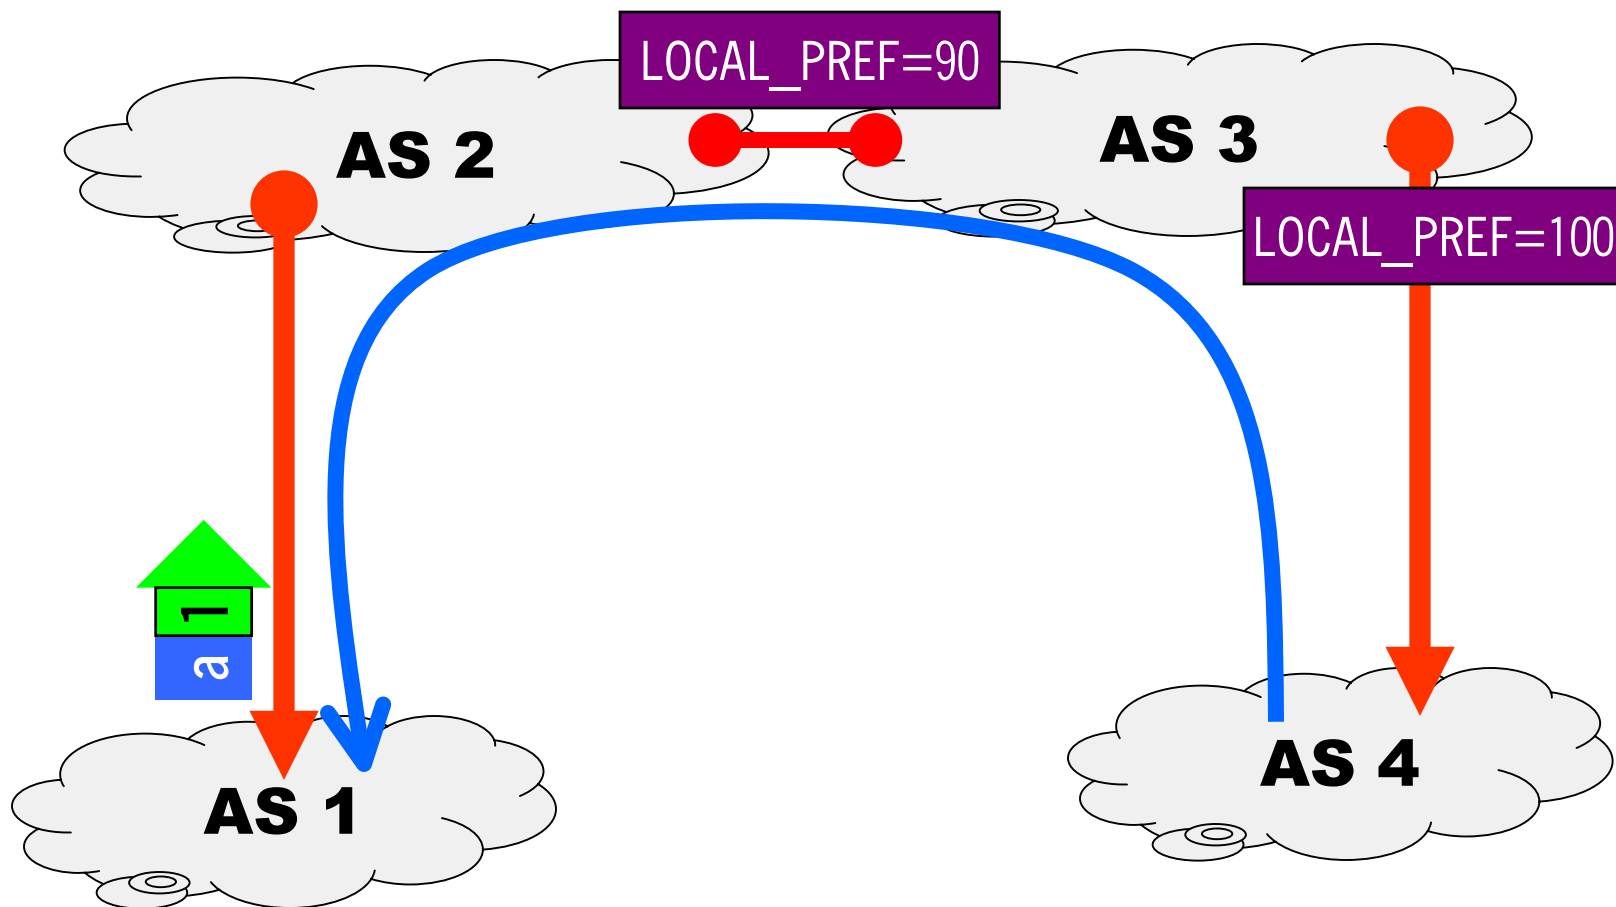 LOCAL_PREF=90
AS 2
AS 3
LOCAL_PREF=100
a 1
AS 1
AS 4